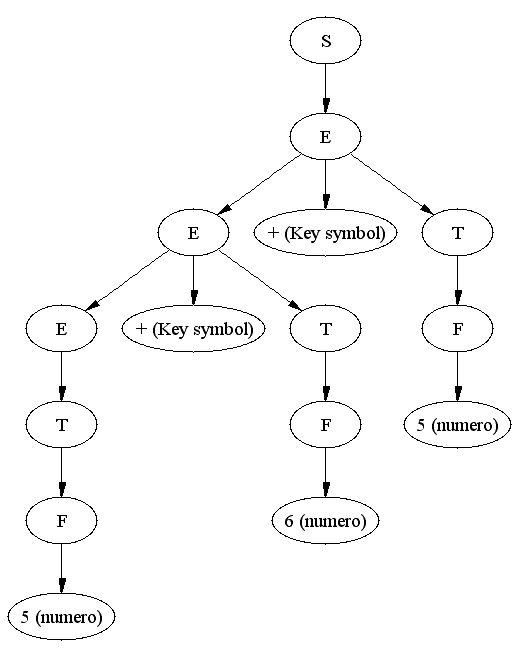 S
E
E
+ (Key symbol)
T
E
+ (Key symbol)
T
F
T
F
5 (numero)
F
6 (numero)
5 (numero)